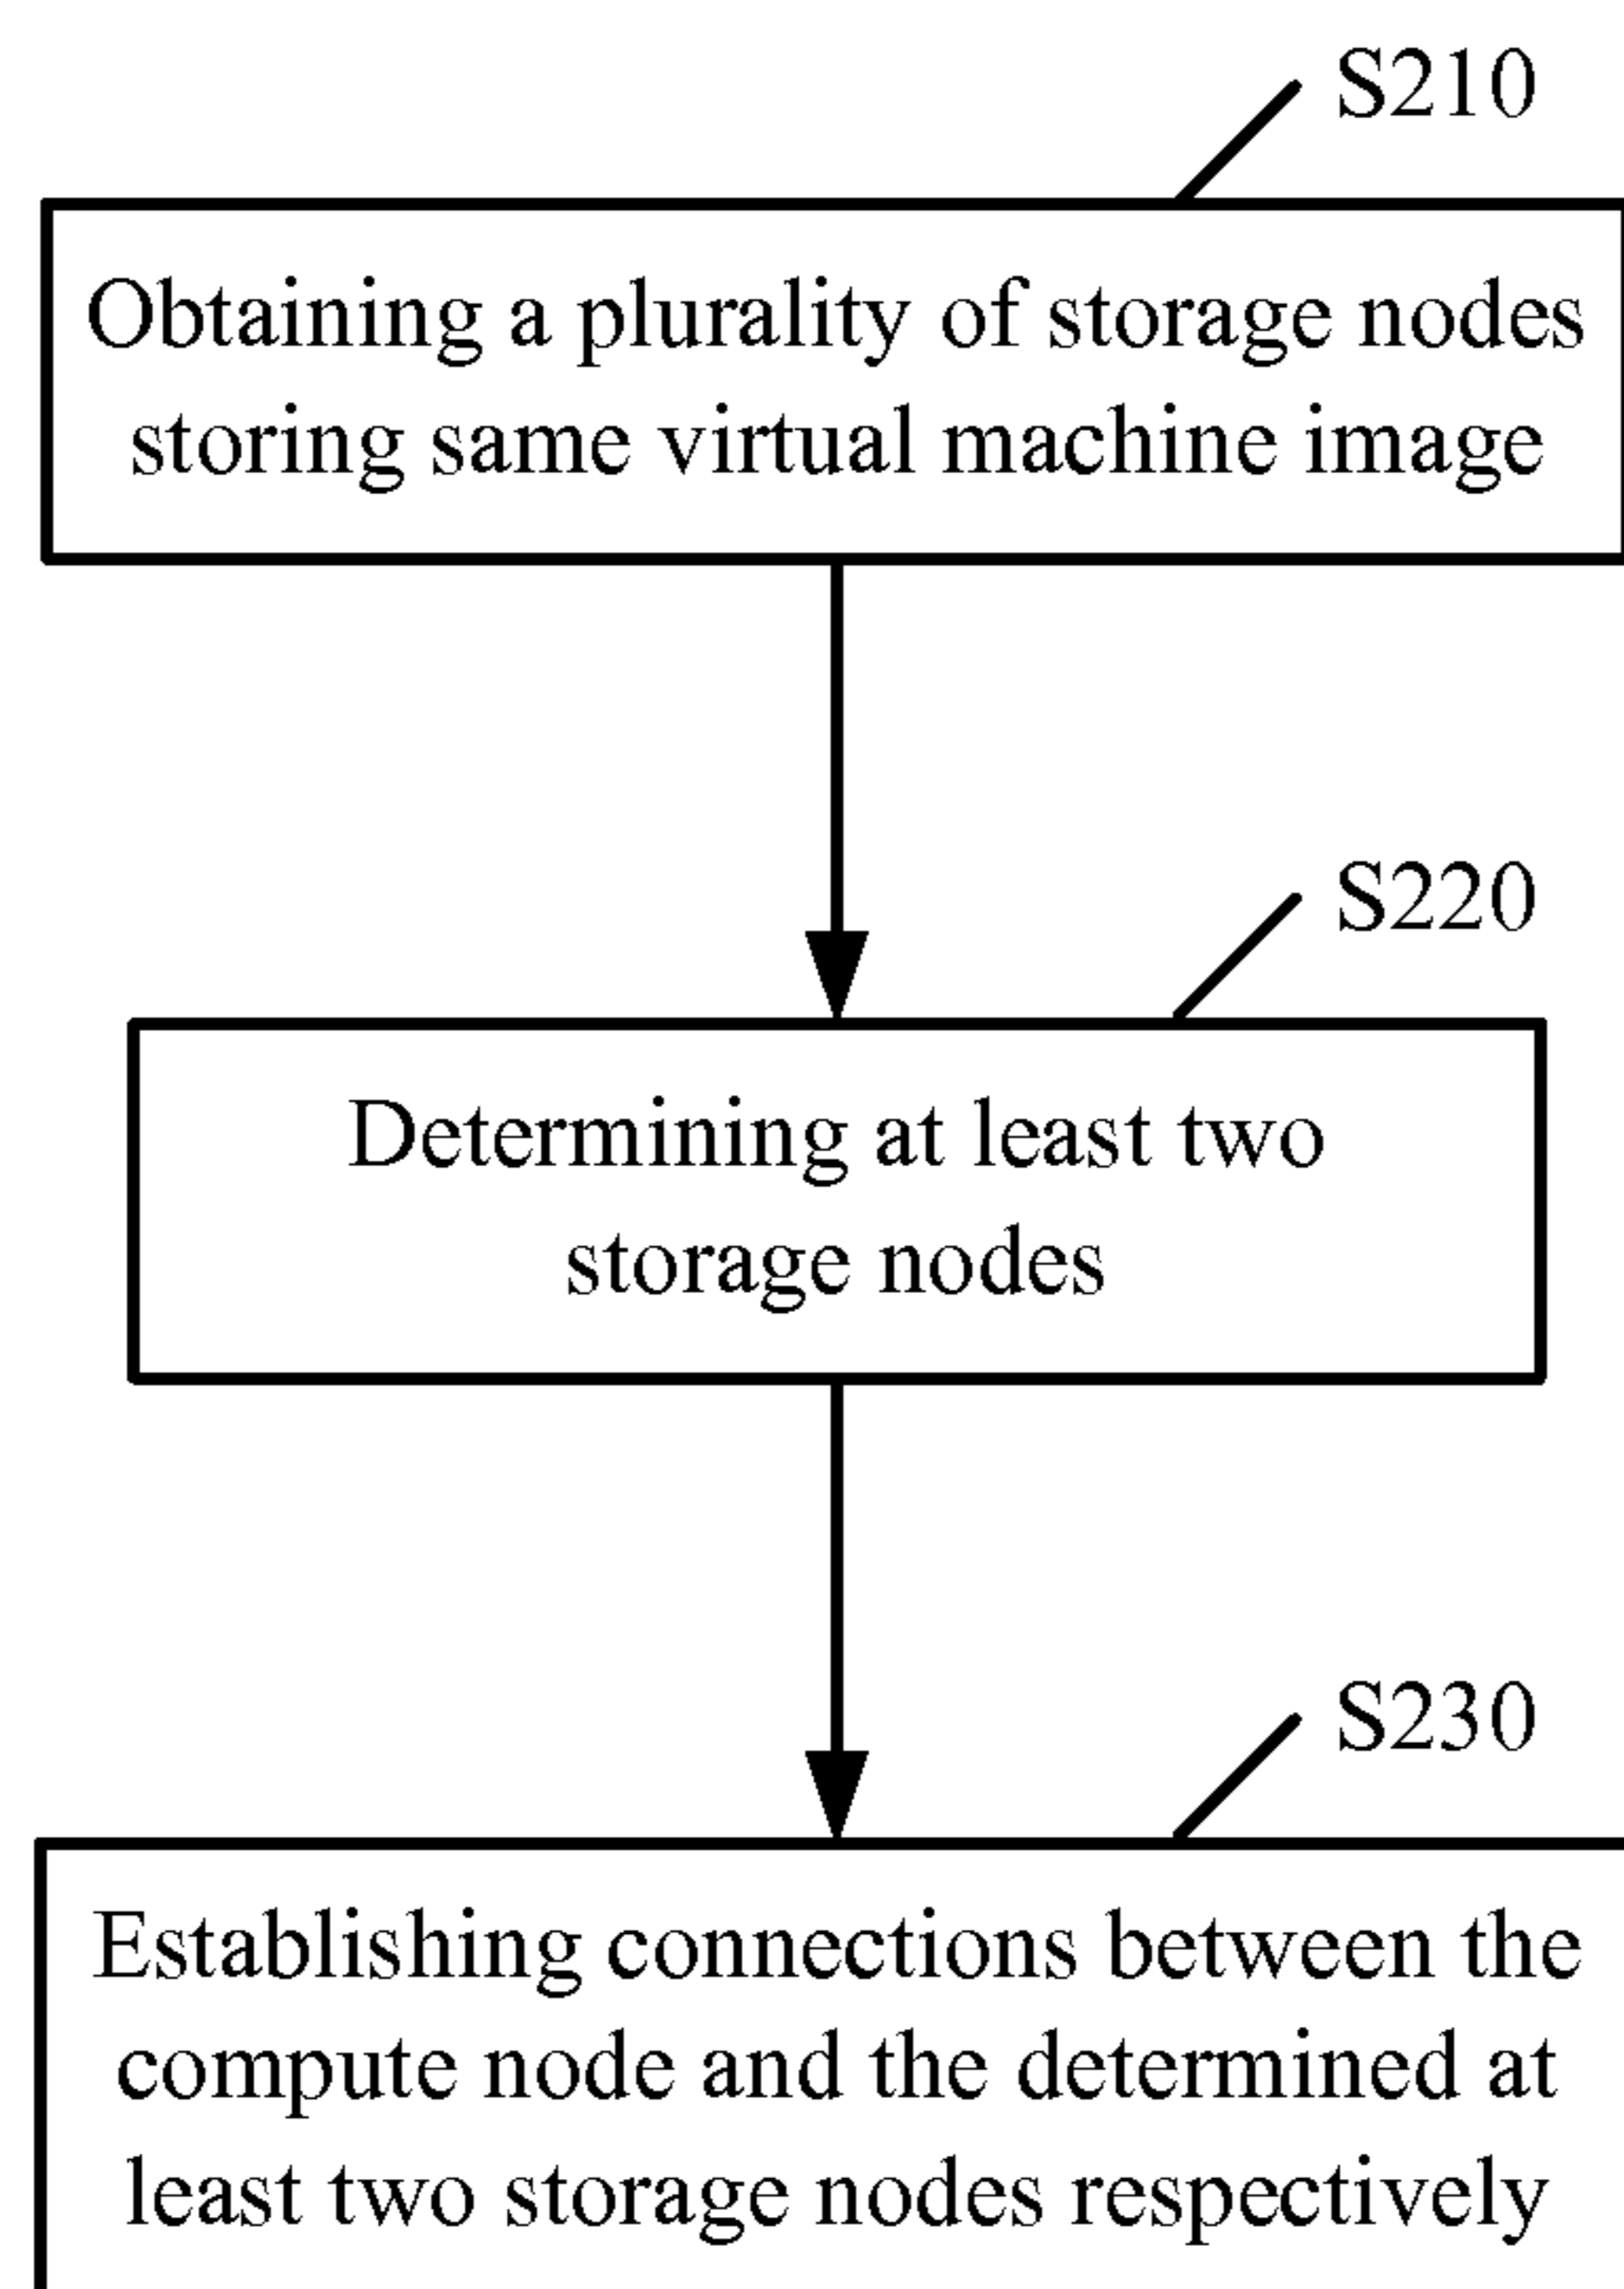 S210
Obtaining a plurality of storage nodes
storing same virtual machine image
S220
Determining at least two
storage nodes
S230
Establishing connections between the
compute node and the determined at
least two storage nodes respectively